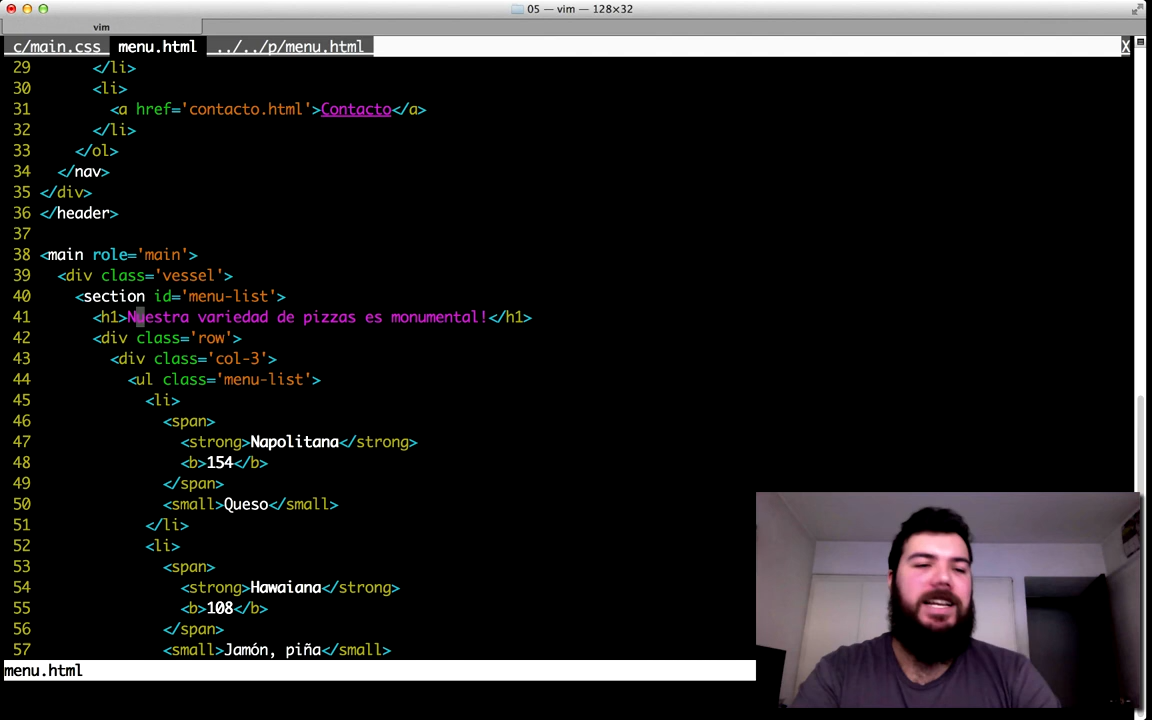 05 — vim — 128×32
vim
c/main.css menu.html ../../p/menu.html X
29 </li>
30 <li>
31 <a href='contacto.html'>Contacto</a>
32 </li>
33 </ol>
34 </nav>
35 </div>
36 </header>
37
38 <main role='main'>
39 <div class='vessel'>
40 <section id='menu-list'>
41 <h1>Nuestra variedad de pizzas es monumental!</h1>
42 <div class='row'>
43 <div class='col-3'>
44 <ul class='menu-list'>
45 <li>
46 <span>
47 <strong>Napolitana</strong>
48 <b>154</b>
49 </span>
50 <small>Queso</small>
51 </li>
52 <li>
53 <span>
54 <strong>Hawaiana</strong>
55 <b>108</b>
56 </span>
57 <small>Jamón, piña</small>
menu.html